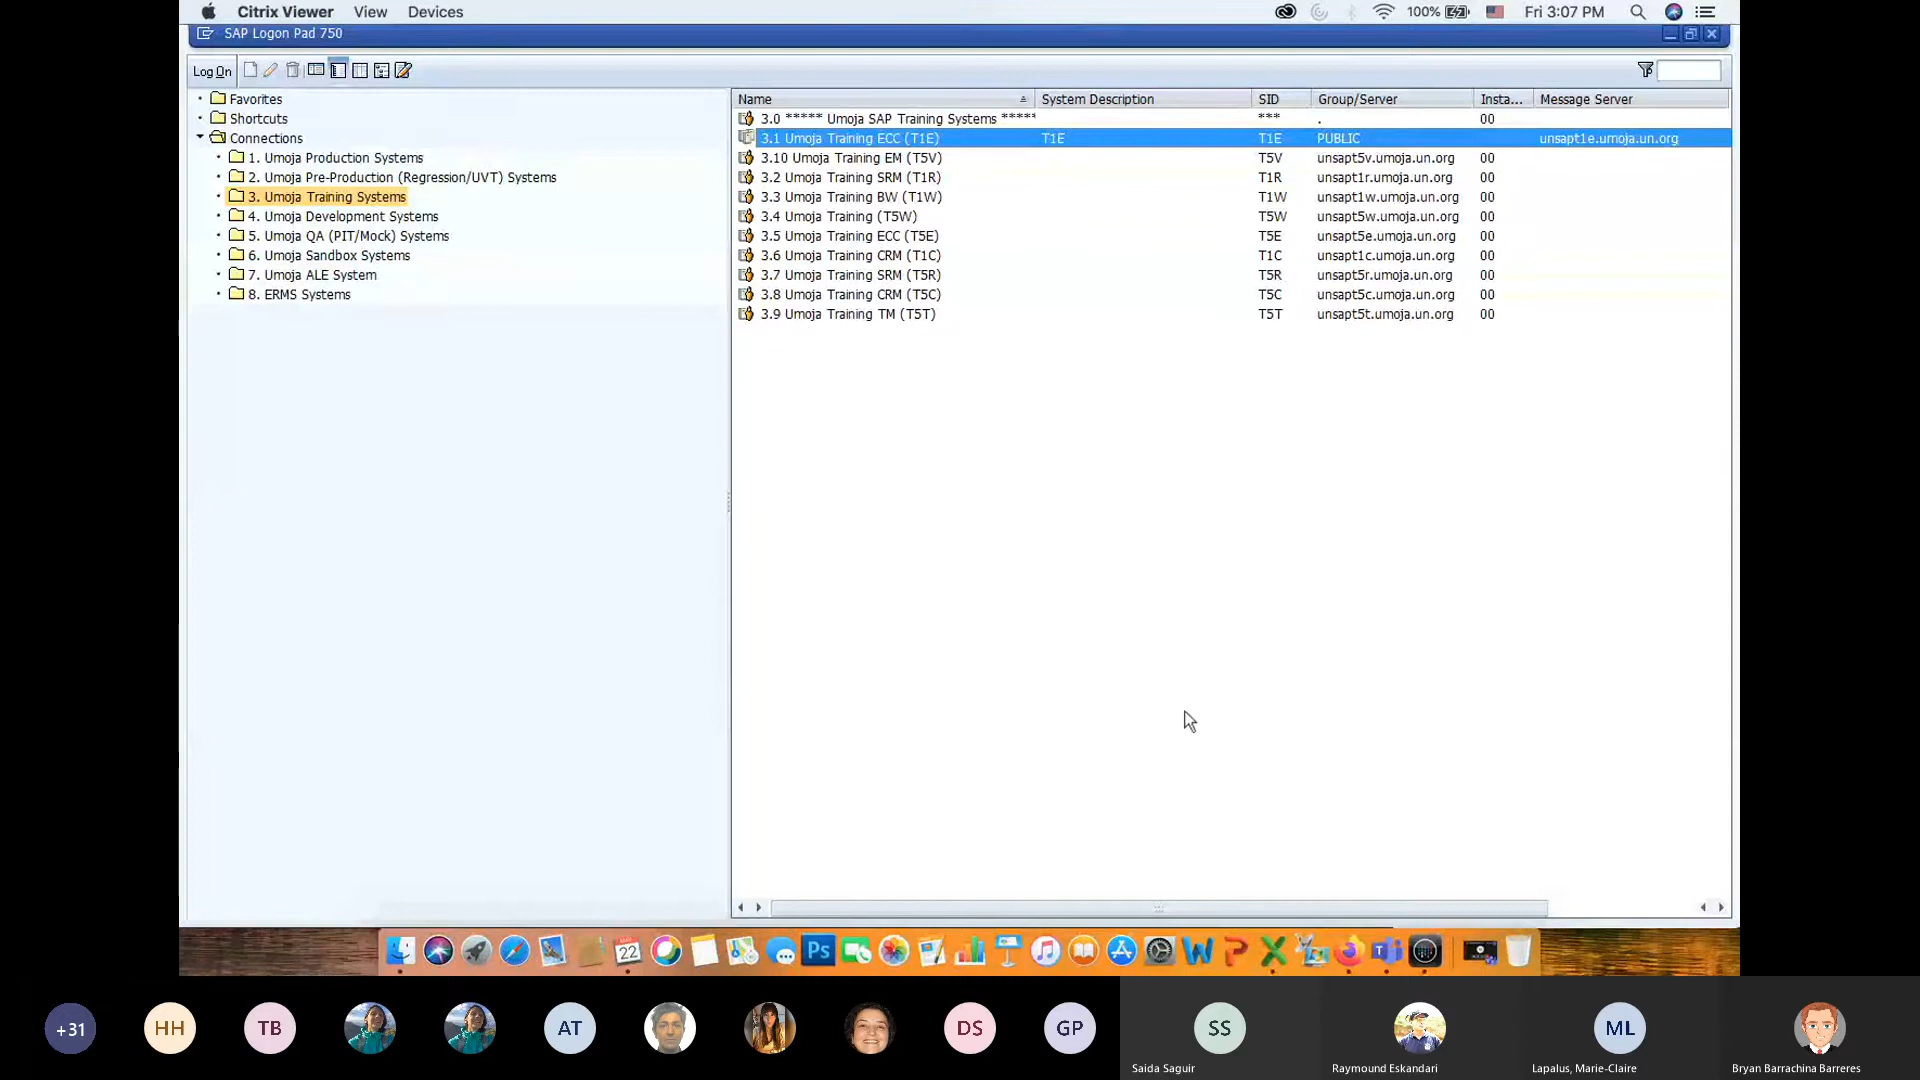 Citrix Viewer View Devices 100% Fri 3:07 PM
SAP Logon Pad 750
Log On
Favorites
Shortcuts
Connections
1. Umoja Production Systems
2. Umoja Pre-Production (Regression/UVT) Systems
3. Umoja Training Systems
4. Umoja Development Systems
5. Umoja QA (PIT/Mock) Systems
6. Umoja Sandbox Systems
7. Umoja ALE System
8. ERMS Systems
Name System Description SID Group/Server Insta... Message Server
3.0 ***** Umoja SAP Training Systems ***** *** . 00
3.1 Umoja Training ECC (T1E) T1E T1E PUBLIC unsapt1e.umoja.un.org
3.10 Umoja Training EM (T5V) T5V unsapt5v.umoja.un.org 00
3.2 Umoja Training SRM (T1R) T1R unsapt1r.umoja.un.org 00
3.3 Umoja Training BW (T1W) T1W unsapt1w.umoja.un.org 00
3.4 Umoja Training (T5W) T5W unsapt5w.umoja.un.org 00
3.5 Umoja Training ECC (T5E) T5E unsapt5e.umoja.un.org 00
3.6 Umoja Training CRM (T1C) T1C unsapt1c.umoja.un.org 00
3.7 Umoja Training SRM (T5R) T5R unsapt5r.umoja.un.org 00
3.8 Umoja Training CRM (T5C) T5C unsapt5c.umoja.un.org 00
3.9 Umoja Training TM (T5T) T5T unsapt5t.umoja.un.org 00
22 Ps
+31 HH TB AT DS GP SS ML
Saida Saguir Raymound Eskandari Lapalus, Marie-Claire Bryan Barrachina Barreres